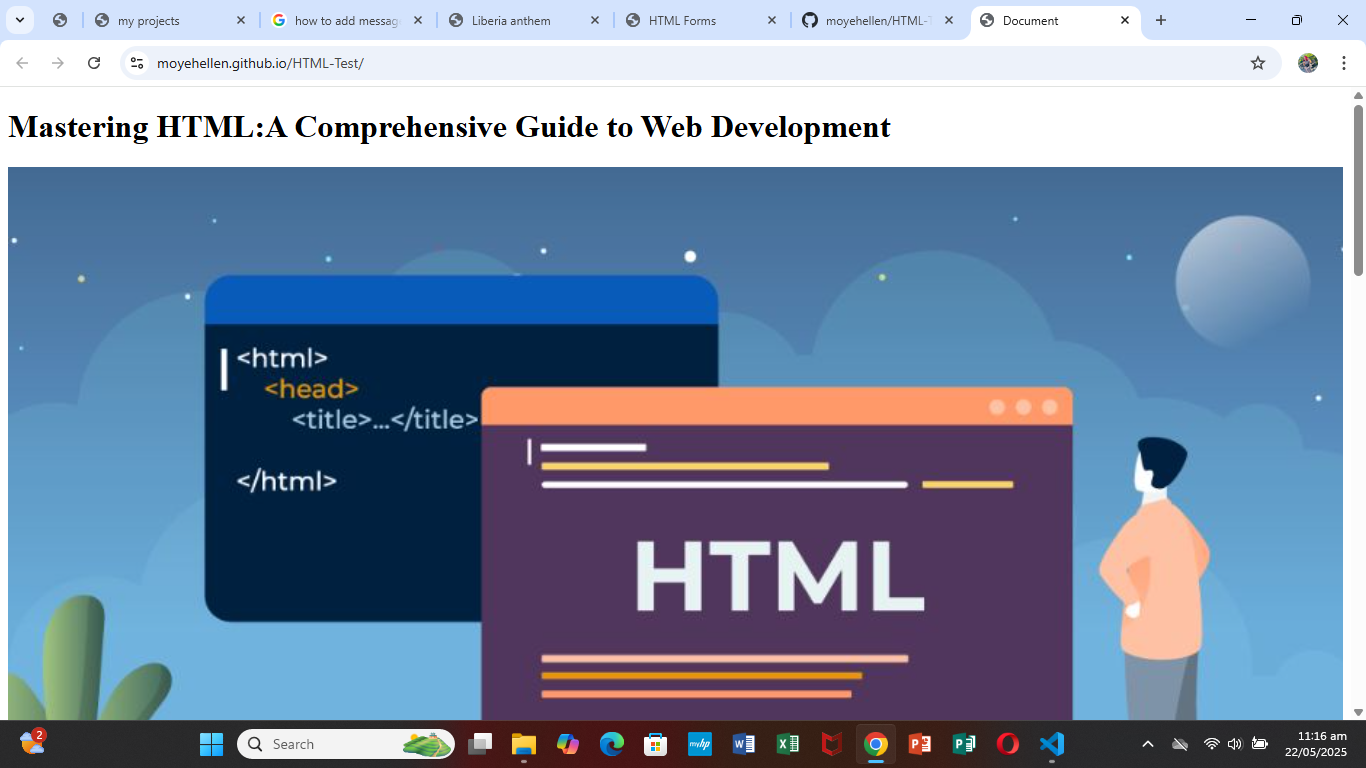 my projects
how to add messag
Liberia anthem
HTML Forms
moyehellen/HTML-T
Document
moyehellen.github.io/HTML-Test/
Mastering HTML:A Comprehensive Guide to Web Development
<html>
<head>
<title>...</title>
</html>
HTML
2
Search
myhp
11:16 am
22/05/2025